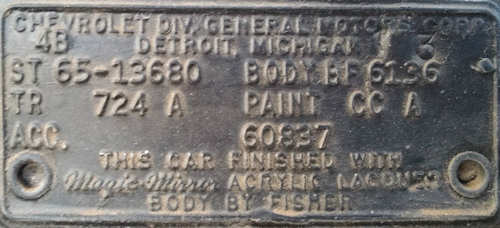 CHEVROLET DIV. GENERAL MOTORS CORP.
4B DETROIT, MICHIGAN 3
ST 65-13680 BODY BF 6136
TR 724 A PAINT CC A
ACC. 60837
THIS CAR FINISHED WITH
Magic-Mirror ACRYLIC LACQUER
BODY BY FISHER